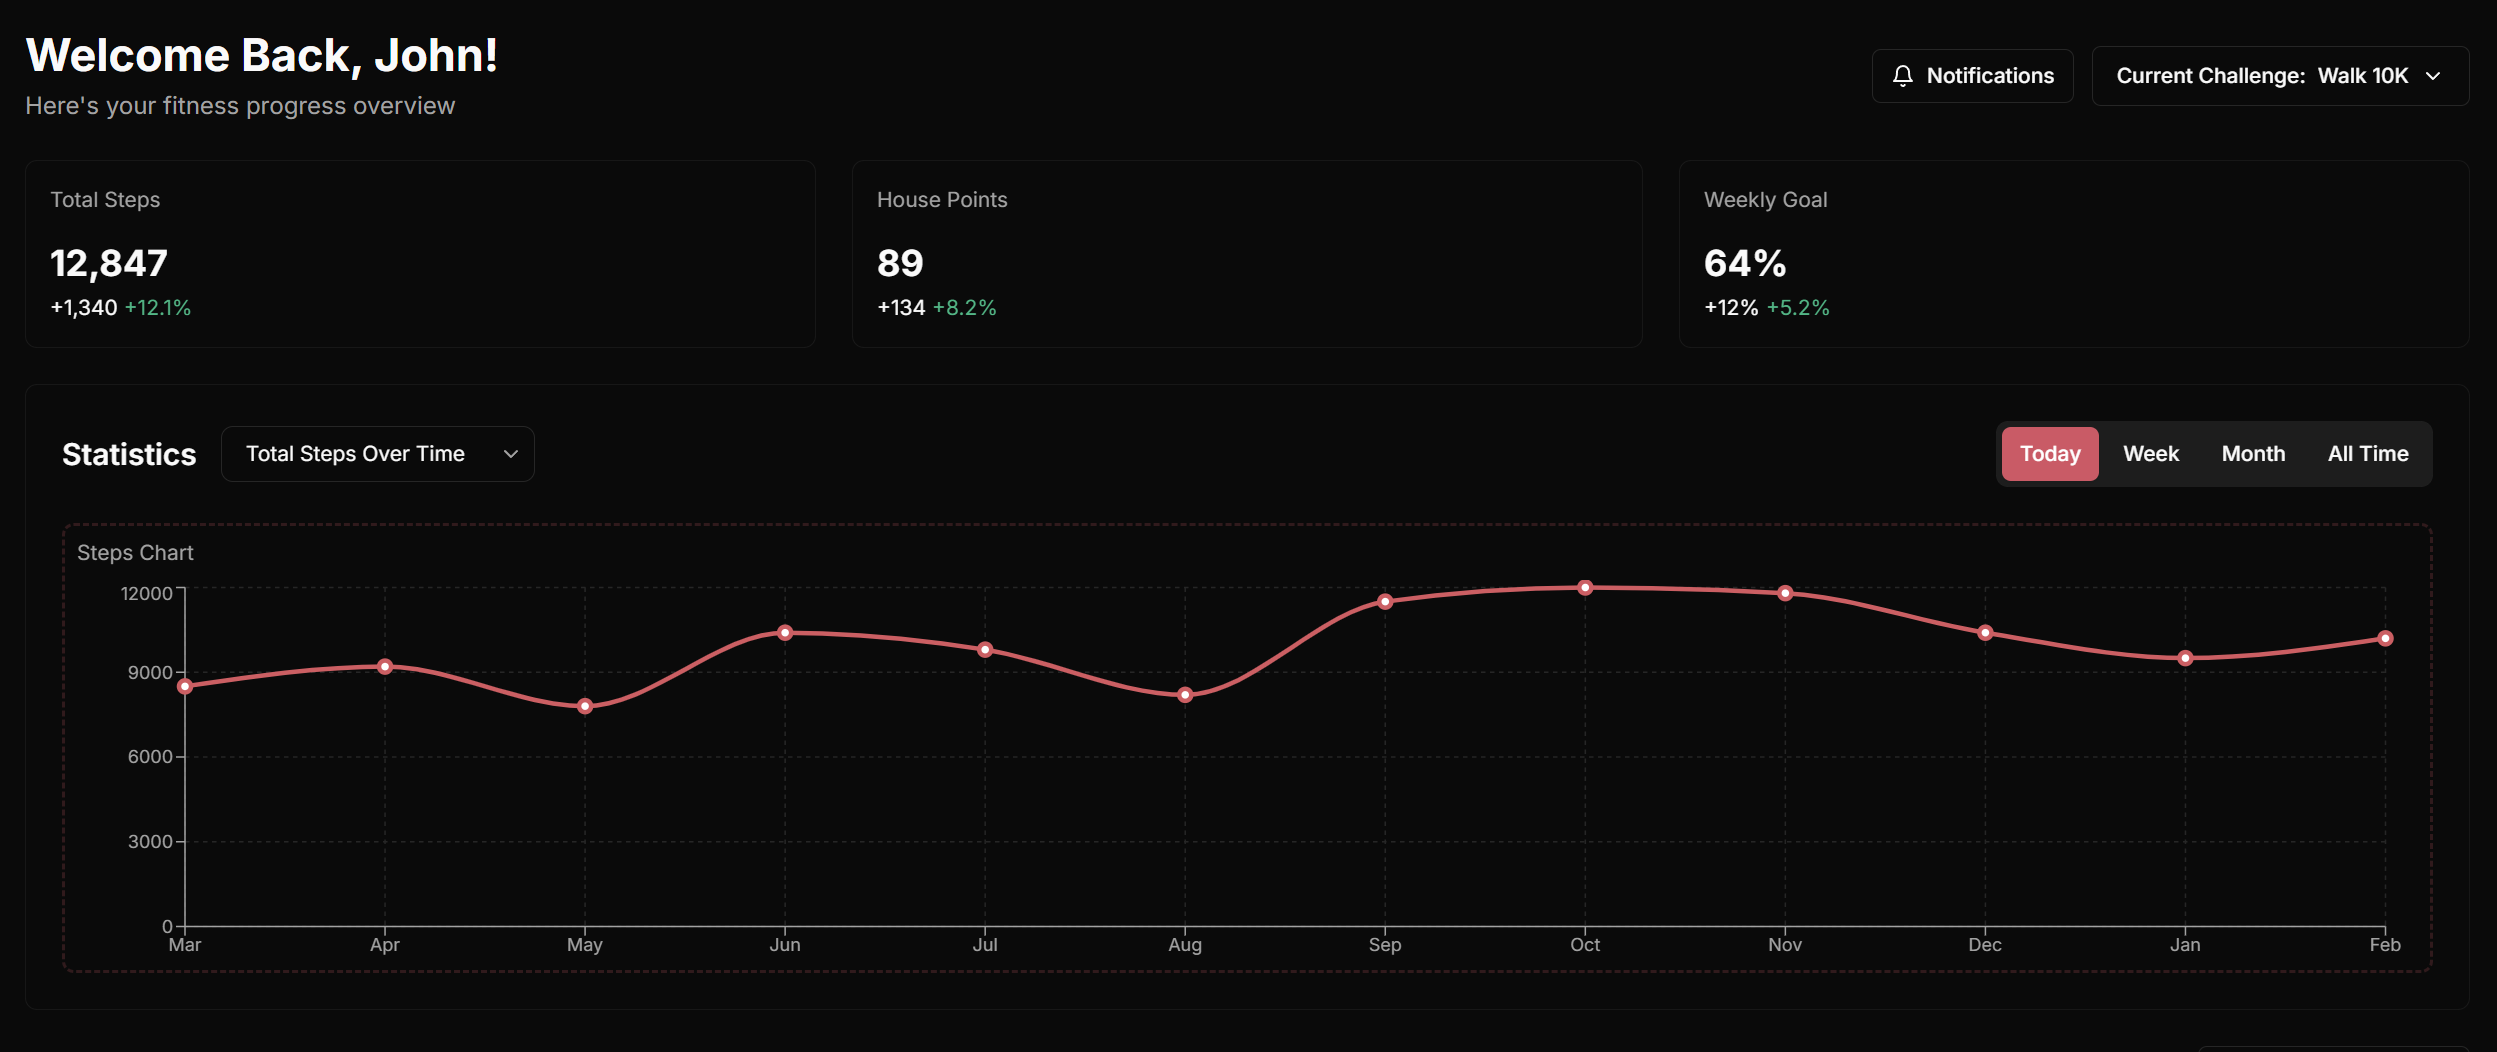 Welcome Back, John!
Here's your fitness progress overview
Notifications
Current Challenge: Walk 10K
Total Steps
12,847
+1,340 +12.1%
House Points
89
+134 +8.2%
Weekly Goal
64%
+12% +5.2%
Statistics
Total Steps Over Time
Today Week Month All Time
Steps Chart
12000
9000
6000
3000
0
Mar Apr May Jun Jul Aug Sep Oct Nov Dec Jan Feb